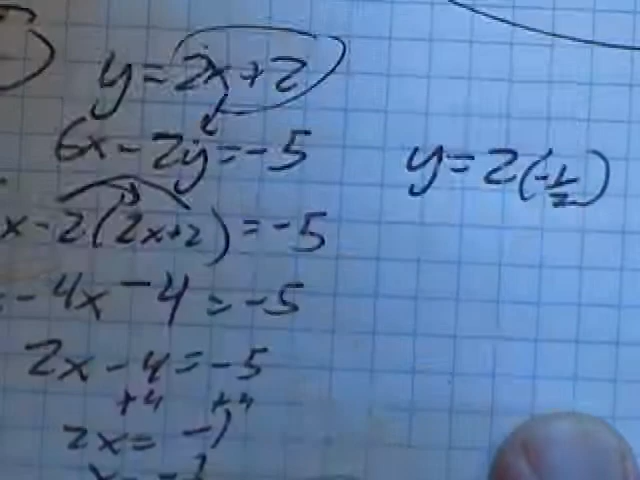 y = 2x + 2
6x - 2y = -5
x - 2(2x+2) = -5
- 4x - 4 = -5
2x - 4 = -5
+4 +4
2x = -1
y = 2(-1/2)